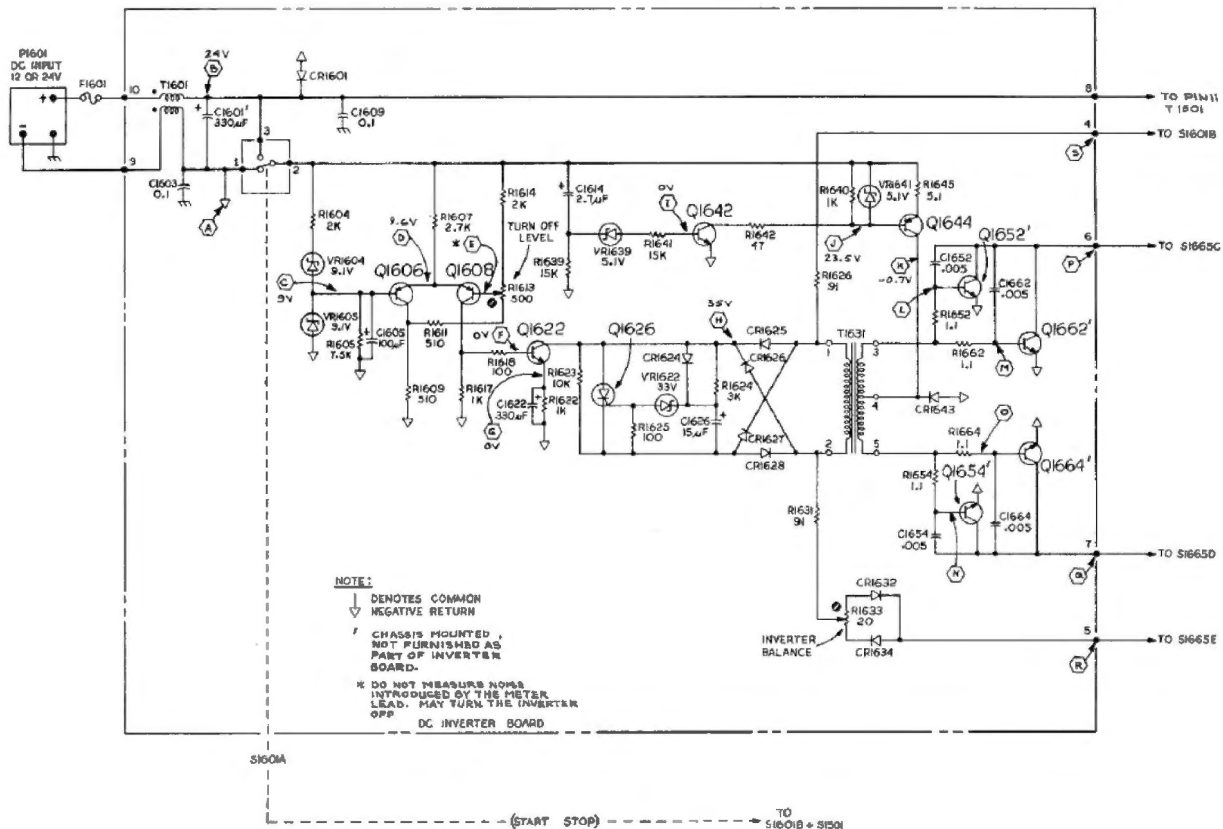 P1601
DC INPUT
12 OR 24V
F1601
10
T1601
24V
B
C1601'
330µF
CR1601
C1609
0.1
8
TO PIN11
T1501
4
TO S1601B
S
9
3
1
2
C1603
0.1
A
R1604
2K
VR1604
9.1V
C
9V
VR1605
9.1V
R1605
7.5K
C1605
100µF
D
R1607
2.7K
Q1606
Q1608
* E
R1614
2K
TURN OFF
LEVEL
R1613
500
R1611
510
R1609
510
R1617
1K
0V
F
R1618
100
Q1622
G
0V
C1622
330µF
R1622
1K
C1614
2.7µF
R1639
15K
VR1639
5.1V
0V
I
R1641
15K
Q1642
R1642
47
R1640
1K
VR1641
5.1V
R1645
5.1
J
23.5V
Q1644
K
-0.7V
R1623
10K
Q1626
CR1624
VR1622
33V
R1625
100
R1624
3K
C1626
15µF
H
CR1625
CR1626
CR1627
CR1628
R1626
91
T1631
1
2
3
4
5
CR1643
L
C1652
.005
Q1652'
R1652
1.1
C1662
.005
R1662
1.1
M
Q1662'
6
TO S1665C
P
R1664
1.1
O
Q1664'
R1654
1.1
Q1654'
C1654
.005
N
C1664
.005
7
TO S1665D
Q
R1631
91
CR1632
R1633
20
CR1634
INVERTER
BALANCE
5
TO S1665E
R
NOTE:
DENOTES COMMON
NEGATIVE RETURN
' CHASSIS MOUNTED,
NOT FURNISHED AS
PART OF INVERTER
BOARD.
* DO NOT MEASURE NOISE
INTRODUCED BY THE METER
LEAD. MAY TURN THE INVERTER
OFF
DC INVERTER BOARD
S1601A
(START STOP)
TO
S1601B + S1501